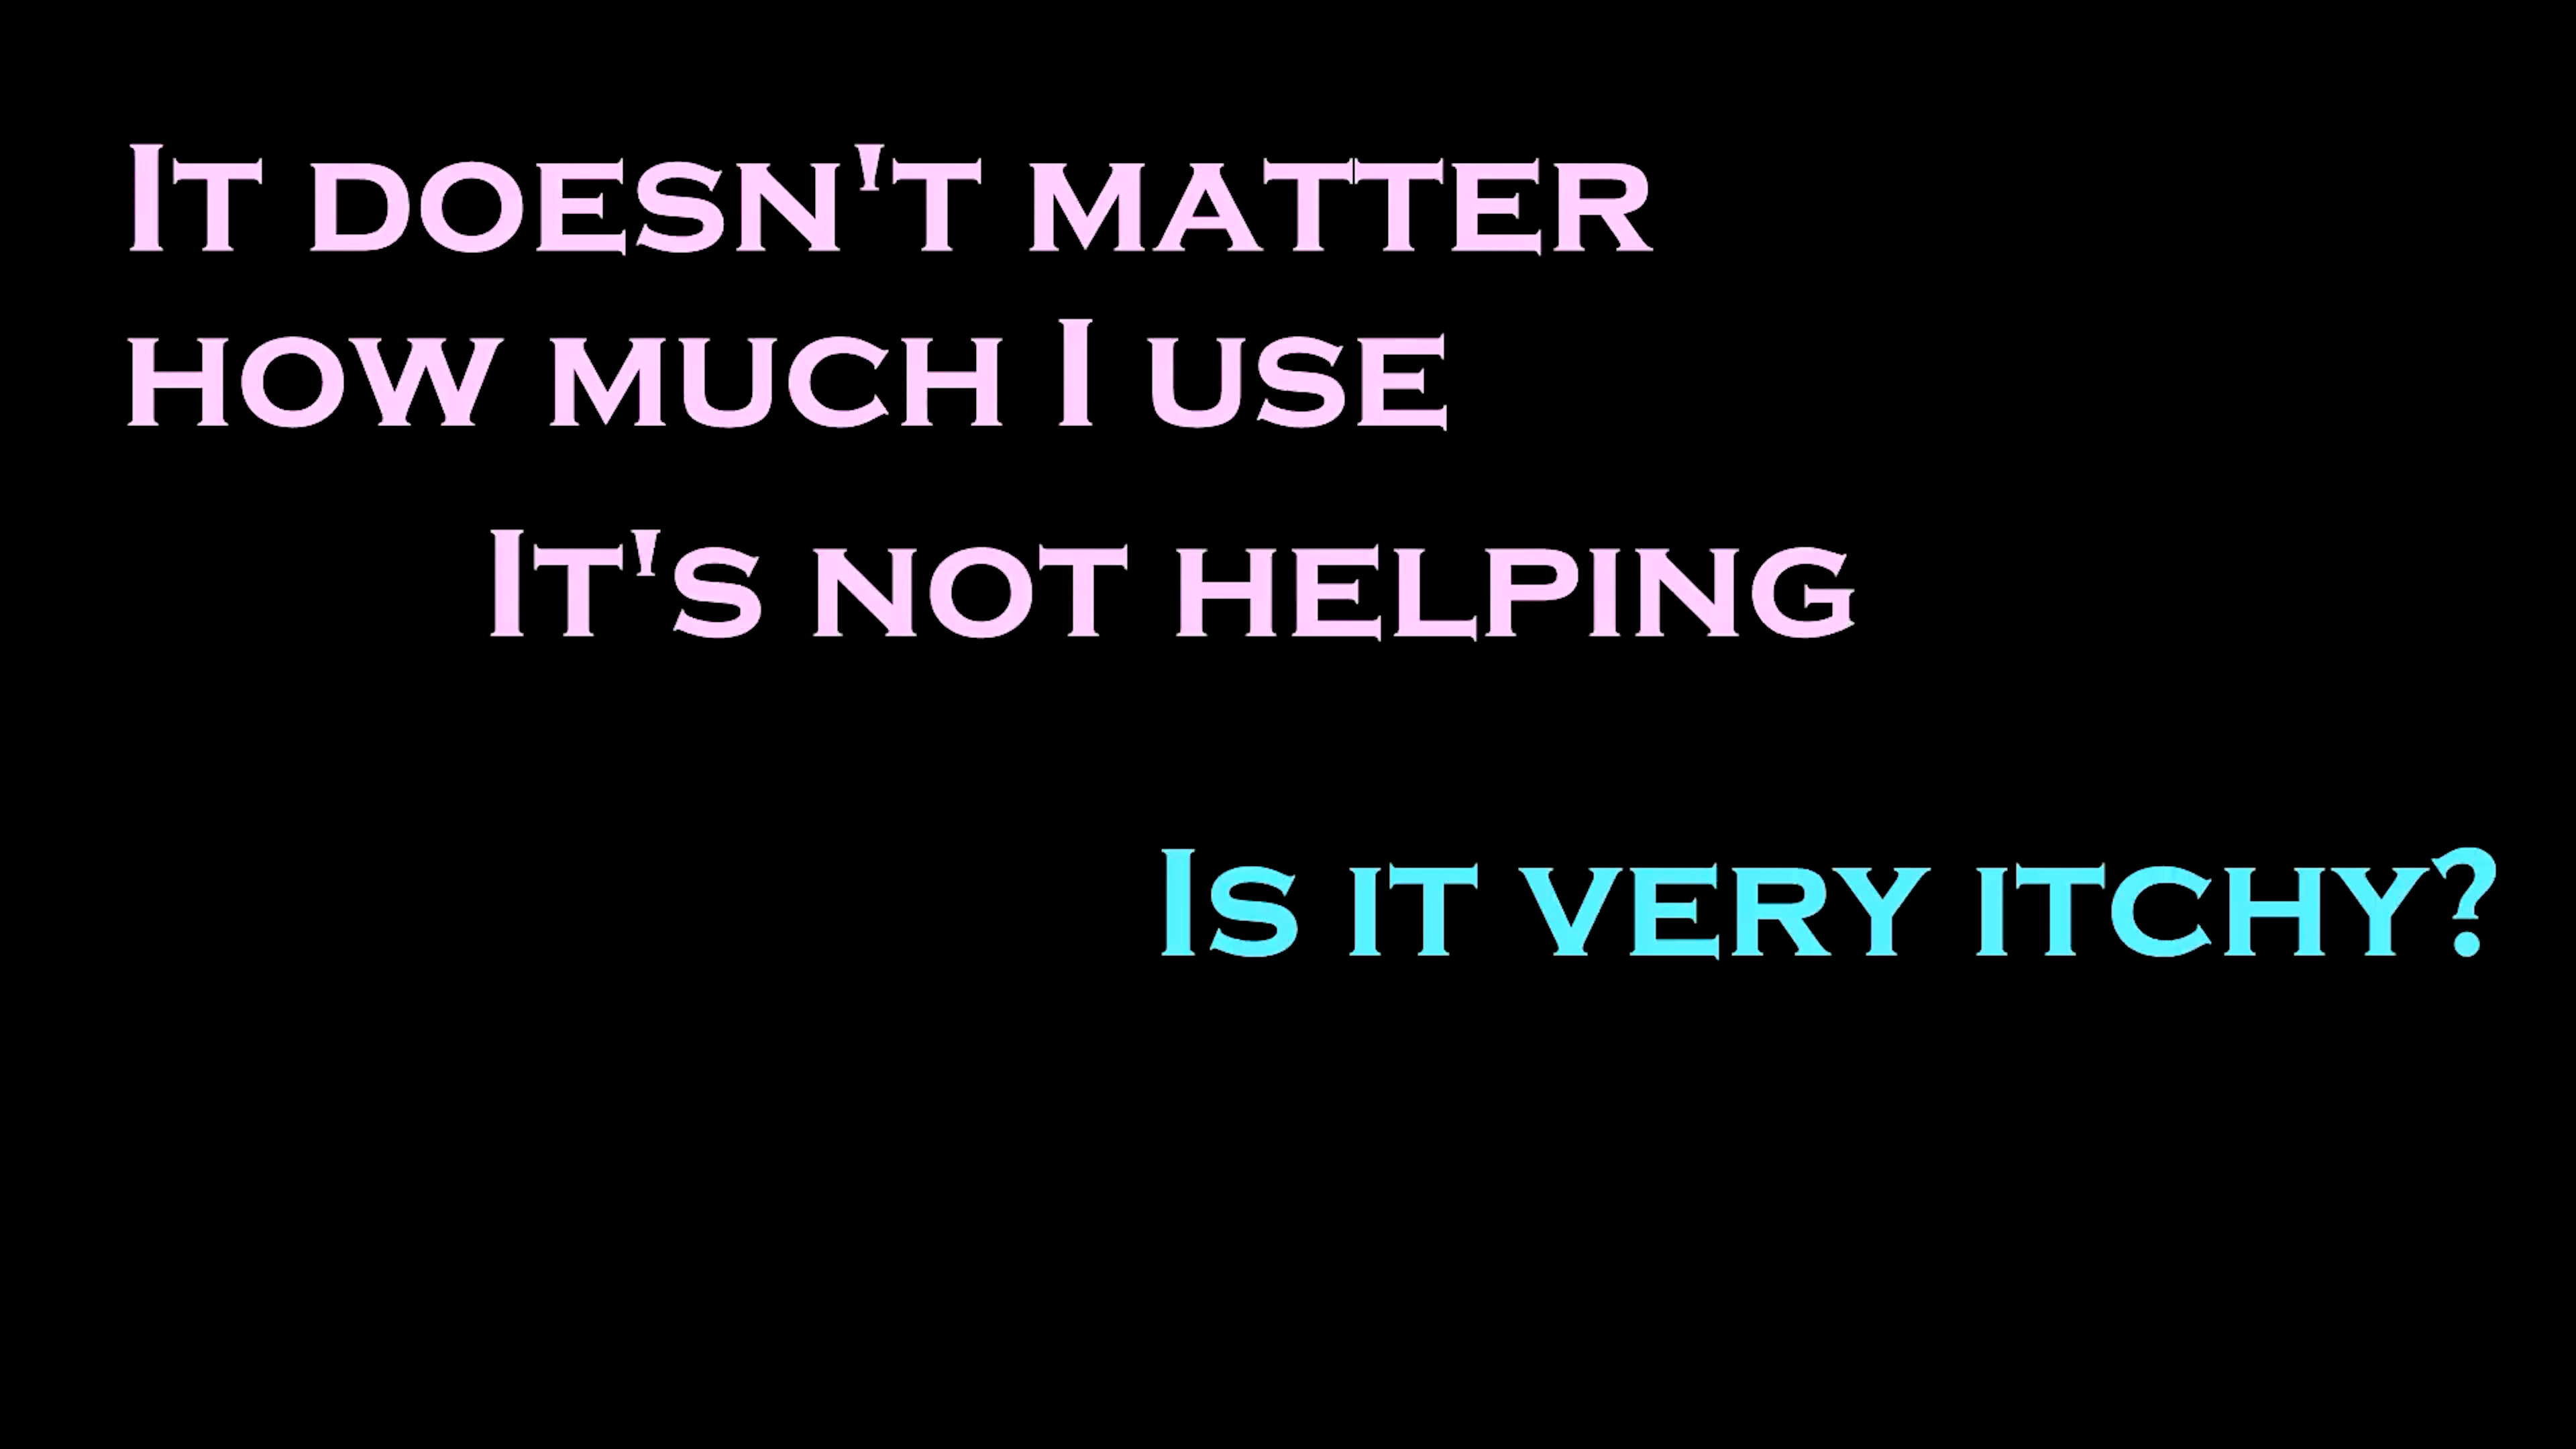 It doesn't matter
how much I use
It's not helping
Is it very itchy?